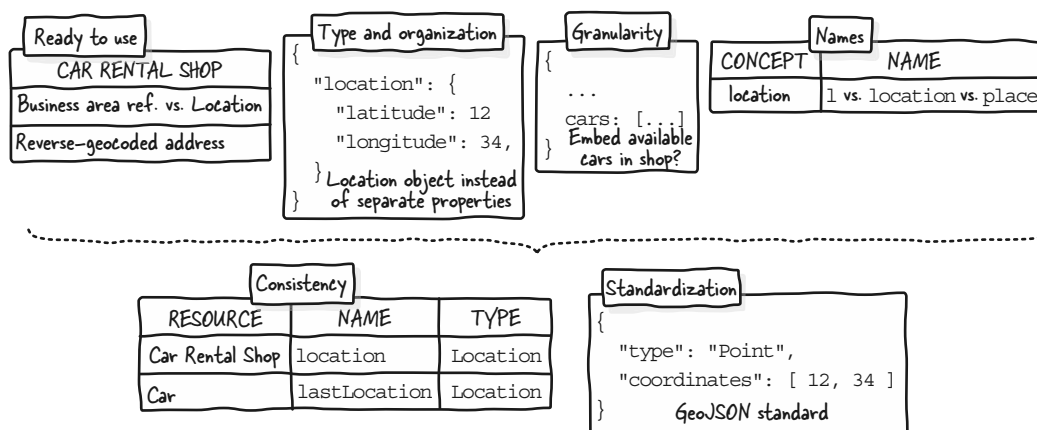 Ready to use
CAR RENTAL SHOP
Business area ref. vs. Location
Reverse-geocoded address
Type and organization
{
"location": {
"latitude": 12
"longitude": 34,
}
Location object instead
of separate properties
}
Granularity
{
...
cars: [...]
Embed available
cars in shop?
}
Names
CONCEPT NAME
location l vs. location vs. place
Consistency
RESOURCE NAME TYPE
Car Rental Shop location Location
Car lastLocation Location
Standardization
{
"type": "Point",
"coordinates": [ 12, 34 ]
}
GeoJSON standard